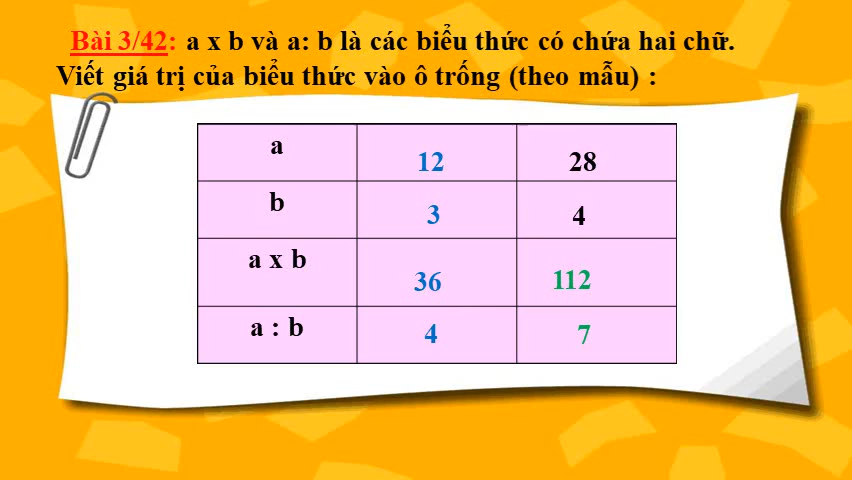 Bài 3/42: a x b và a: b là các biểu thức có chứa hai chữ.
Viết giá trị của biểu thức vào ô trống (theo mẫu) :
a 12 28
b 3 4
a x b 36 112
a : b 4 7